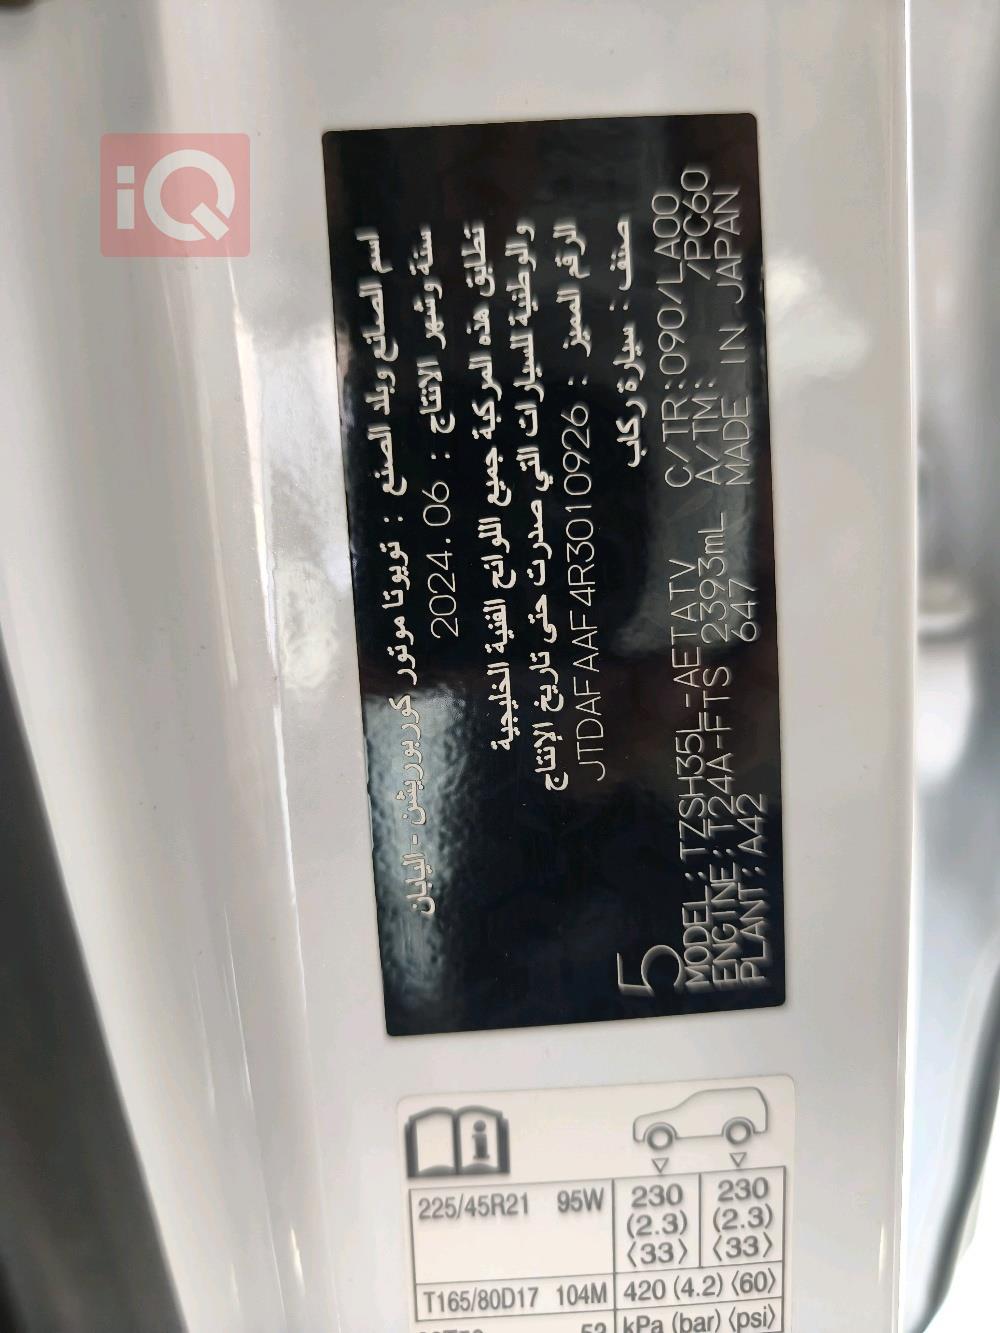 iQ
اسم الصانع وبلد الصنع : تويوتا موتور كوربوريشن - اليابان
سنة وشهر الإنتاج : 2024.06
تطابق هذه المركبة جميع اللوائح الفنية الخليجية
والوطنية للسيارات التي صدرت حتى تاريخ الإنتاج
الرقم المميز : JTDAFAAF4R3010926
صنف : سيارة ركاب
5
MODEL : TZSH35L-AETATV C/TR: 090/LA00
ENGINE : T24A-FTS 2393mL A/TM: /PC60
PLANT : A42 647 MADE IN JAPAN
225/45R21 95W 230 (2.3) ⟨33⟩ 230 (2.3) ⟨33⟩
T165/80D17 104M 420 (4.2) ⟨60⟩
kPa (bar) ⟨psi⟩